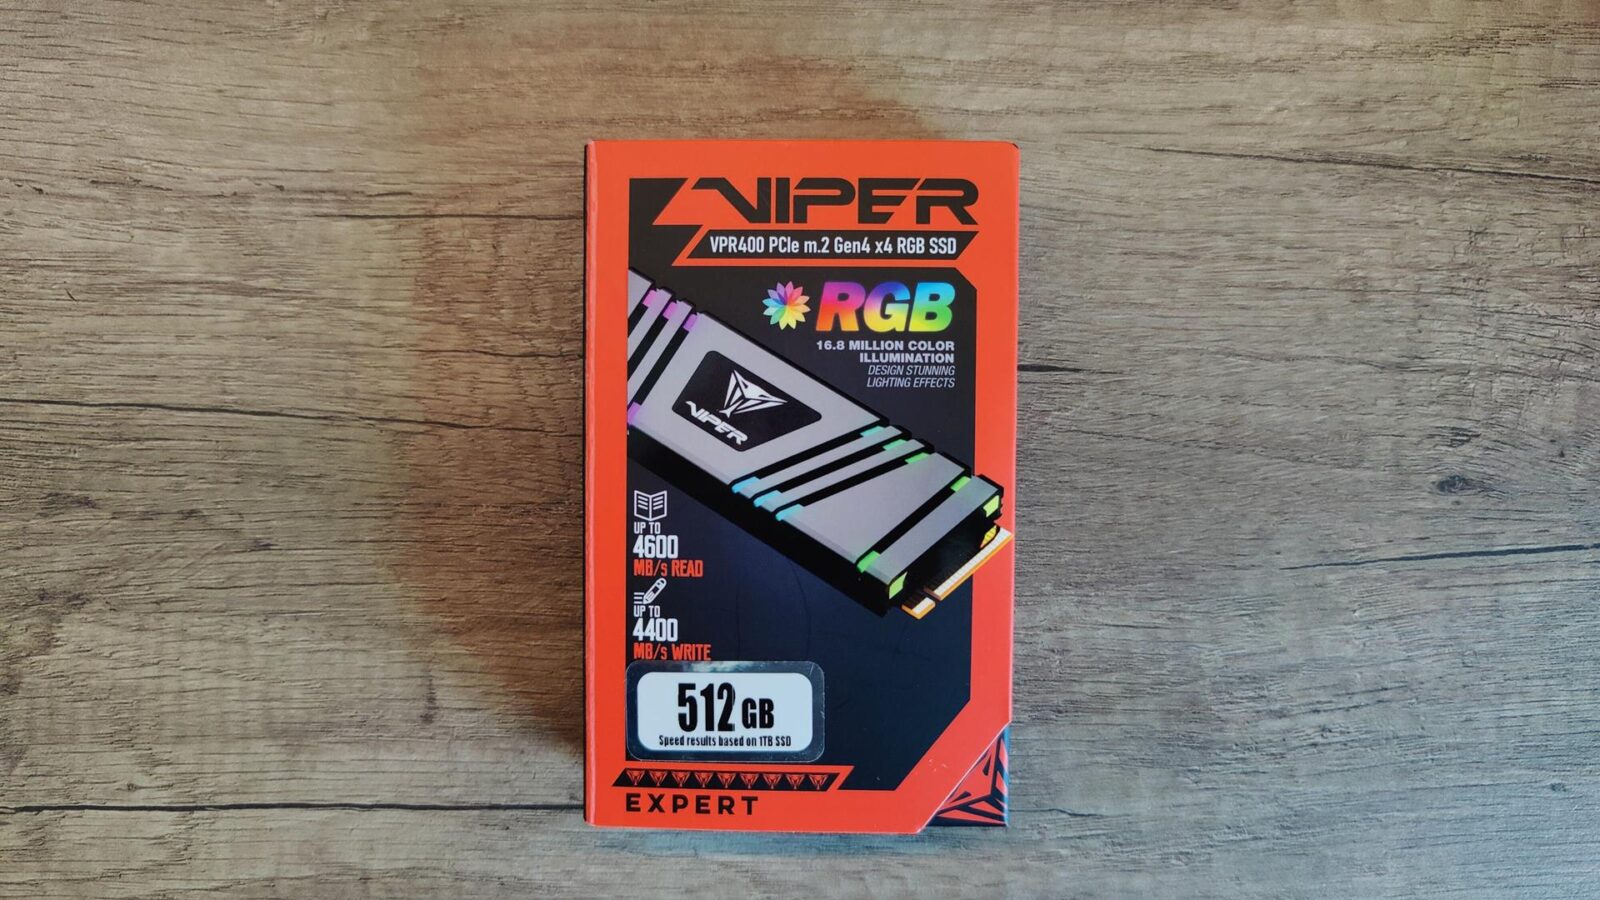 VIPER
VPR400 PCIe m.2 Gen4 x4 RGB SSD
RGB
16.8 MILLION COLOR
ILLUMINATION
DESIGN STUNNING
LIGHTING EFFECTS
VIPER
UP TO
4600
MB/s READ
UP TO
4400
MB/s WRITE
512 GB
Speed results based on 1TB SSD
EXPERT